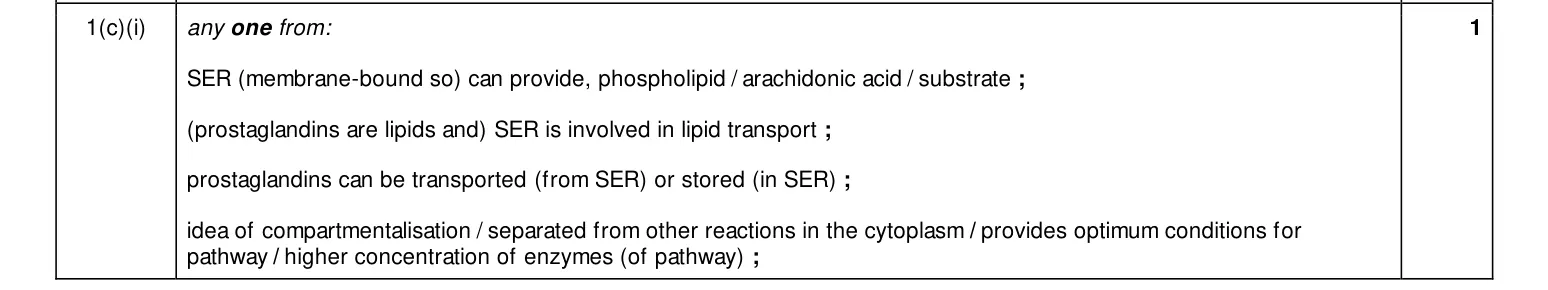 1(c)(i) any one from: 1
SER (membrane-bound so) can provide, phospholipid / arachidonic acid / substrate ;
(prostaglandins are lipids and) SER is involved in lipid transport ;
prostaglandins can be transported (from SER) or stored (in SER) ;
idea of compartmentalisation / separated from other reactions in the cytoplasm / provides optimum conditions for
pathway / higher concentration of enzymes (of pathway) ;